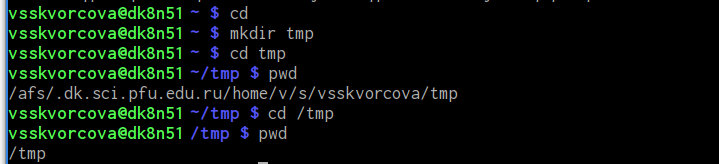 vsskvorcova@dk8n51 ~ $ cd
vsskvorcova@dk8n51 ~ $ mkdir tmp
vsskvorcova@dk8n51 ~ $ cd tmp
vsskvorcova@dk8n51 ~/tmp $ pwd
/afs/.dk.sci.pfu.edu.ru/home/v/s/vsskvorcova/tmp
vsskvorcova@dk8n51 ~/tmp $ cd /tmp
vsskvorcova@dk8n51 /tmp $ pwd
/tmp